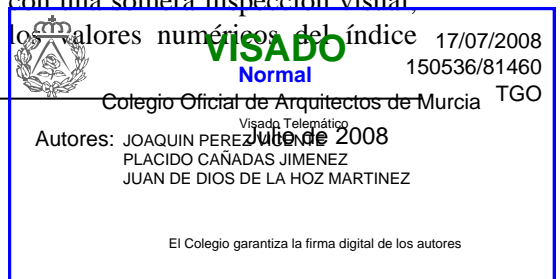 con una somera inspección visual,
los valores numéricos del índice
VISADO
Normal
17/07/2008
150536/81460
TGO
Colegio Oficial de Arquitectos de Murcia
Visado Telemático
Julio de 2008
Autores: JOAQUIN PEREZ VICENTE
PLACIDO CAÑADAS JIMENEZ
JUAN DE DIOS DE LA HOZ MARTINEZ
El Colegio garantiza la firma digital de los autores